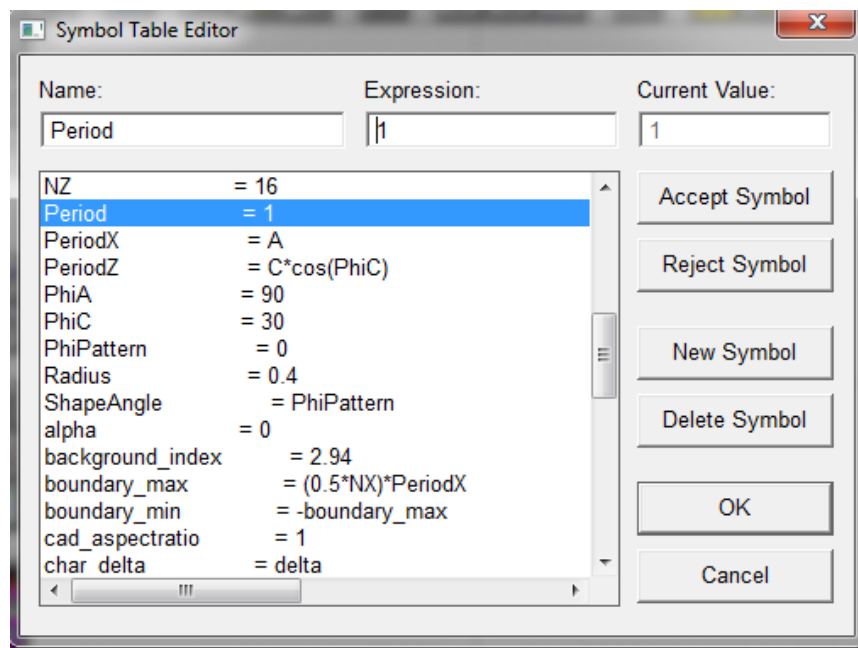 Symbol Table Editor
Name: Expression: Current Value:
Period 1 1
NZ = 16
Period = 1
PeriodX = A
PeriodZ = C*cos(PhiC)
PhiA = 90
PhiC = 30
PhiPattern = 0
Radius = 0.4
ShapeAngle = PhiPattern
alpha = 0
background_index = 2.94
boundary_max = (0.5*NX)*PeriodX
boundary_min = -boundary_max
cad_aspectratio = 1
char_delta = delta
Accept Symbol
Reject Symbol
New Symbol
Delete Symbol
OK
Cancel